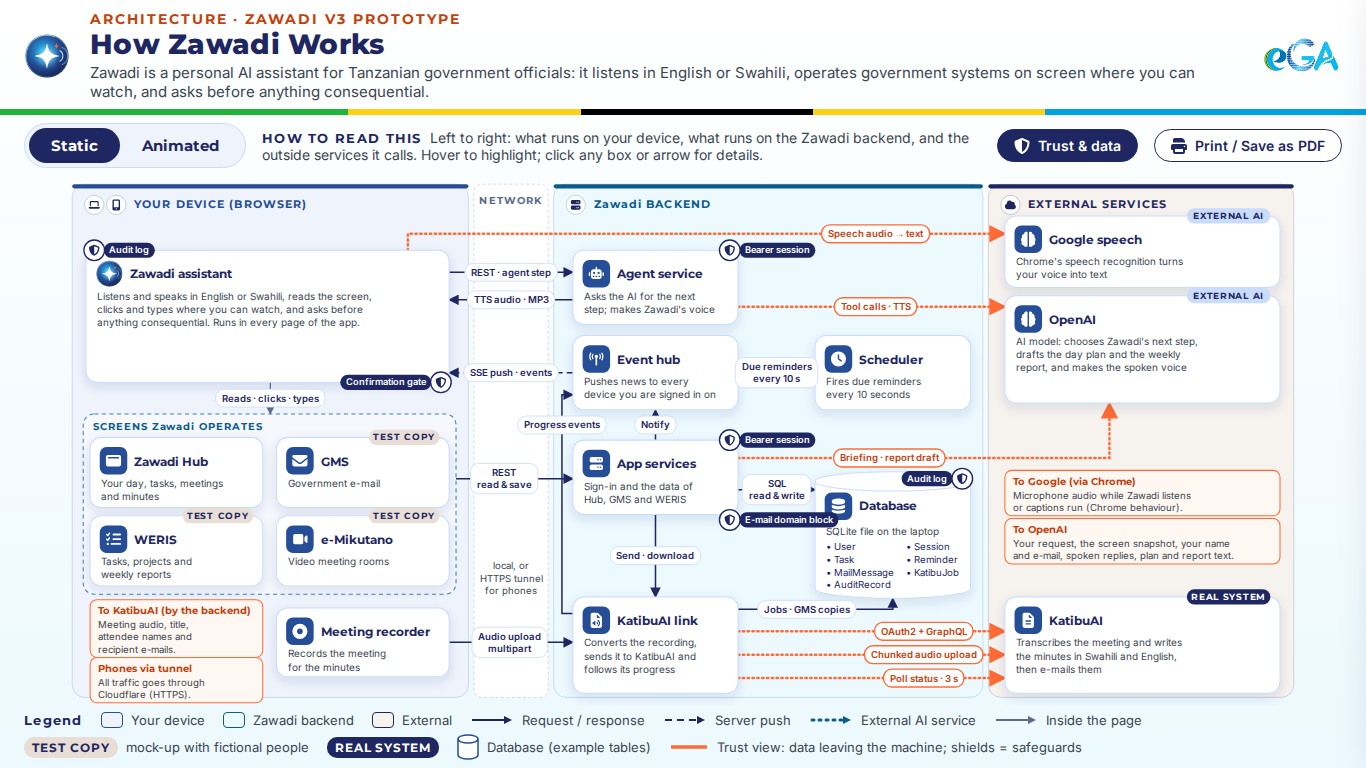 ARCHITECTURE · ZAWADI V3 PROTOTYPE
How Zawadi Works
Zawadi is a personal AI assistant for Tanzanian government officials: it listens in English or Swahili, operates government systems on screen where you can
watch, and asks before anything consequential.
eGA
Static
Animated
HOW TO READ THIS Left to right: what runs on your device, what runs on the Zawadi backend, and the
outside services it calls. Hover to highlight; click any box or arrow for details.
Trust & data
Print / Save as PDF
YOUR DEVICE (BROWSER)
Audit log
Zawadi assistant
Listens and speaks in English or Swahili, reads the screen,
clicks and types where you can watch, and asks before
anything consequential. Runs in every page of the app.
Confirmation gate
Reads · clicks · types
SCREENS Zawadi OPERATES
Zawadi Hub
Your day, tasks, meetings
and minutes
TEST COPY
GMS
Government e-mail
TEST COPY
WERIS
Tasks, projects and
weekly reports
TEST COPY
e-Mikutano
Video meeting rooms
To KatibuAI (by the backend)
Meeting audio, title,
attendee names and
recipient e-mails.
Phones via tunnel
All traffic goes through
Cloudflare (HTTPS).
Meeting recorder
Records the meeting
for the minutes
NETWORK
REST · agent step
TTS audio · MP3
SSE push · events
Progress events
REST
read & save
local, or
HTTPS tunnel
for phones
Audio upload
multipart
Zawadi BACKEND
Speech audio → text
Bearer session
Agent service
Asks the AI for the next
step; makes Zawadi's voice
Tool calls · TTS
Event hub
Pushes news to every
device you are signed in on
Due reminders
every 10 s
Scheduler
Fires due reminders
every 10 seconds
Notify
Bearer session
App services
Sign-in and the data of
Hub, GMS and WERIS
Briefing · report draft
SQL
read & write
E-mail domain block
Audit log
Database
SQLite file on the laptop
• User
• Session
• Task
• Reminder
• MailMessage
• KatibuJob
• AuditRecord
Send · download
KatibuAI link
Converts the recording,
sends it to KatibuAI and
follows its progress
Jobs · GMS copies
OAuth2 + GraphQL
Chunked audio upload
Poll status · 3 s
EXTERNAL SERVICES
EXTERNAL AI
Google speech
Chrome's speech recognition turns
your voice into text
EXTERNAL AI
OpenAI
AI model: chooses Zawadi's next step,
drafts the day plan and the weekly
report, and makes the spoken voice
To Google (via Chrome)
Microphone audio while Zawadi listens
or captions run (Chrome behaviour).
To OpenAI
Your request, the screen snapshot, your name
and e-mail, spoken replies, plan and report text.
REAL SYSTEM
KatibuAI
Transcribes the meeting and writes
the minutes in Swahili and English,
then e-mails them
Legend
Your device
Zawadi backend
External
Request / response
Server push
External AI service
Inside the page
TEST COPY mock-up with fictional people
REAL SYSTEM
Database (example tables)
Trust view: data leaving the machine; shields = safeguards